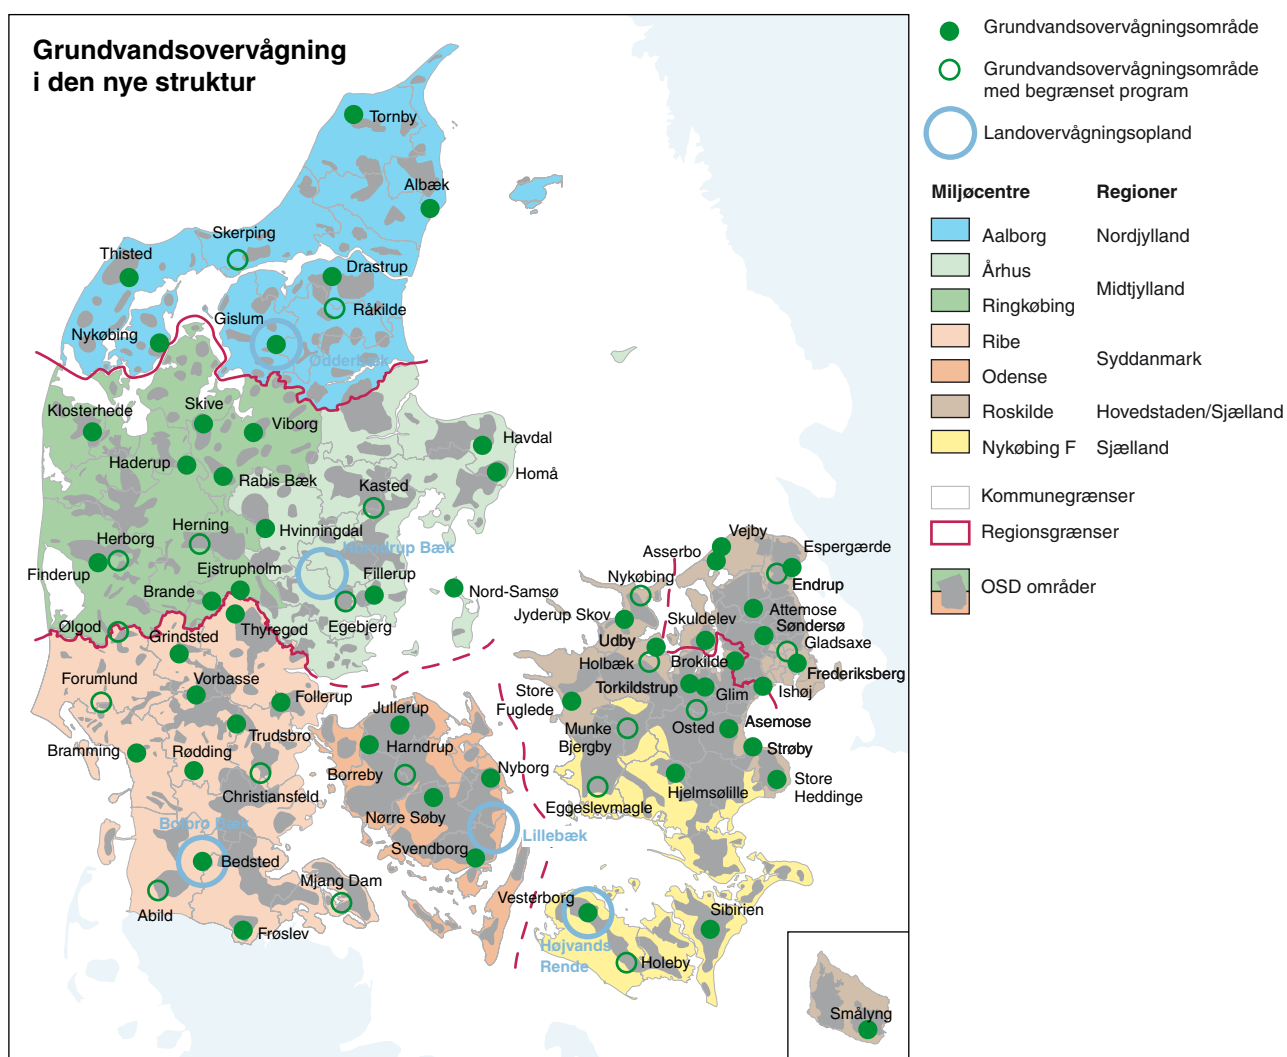 Grundvandsovervågning
i den nye struktur
Grundvandsovervågningsområde
Grundvandsovervågningsområde
med begrænset program
Landovervågningsopland
Miljøcentre
Regioner
Aalborg
Nordjylland
Århus
Midtjylland
Ringkøbing
Ribe
Syddanmark
Odense
Roskilde
Hovedstaden/Sjælland
Nykøbing F
Sjælland
Kommunegrænser
Regionsgrænser
OSD områder
Tornby
Albæk
Skerping
Thisted
Drastrup
Råkilde
Gislum
Nykøbing
Odderbæk
Klosterhede
Skive
Viborg
Havdal
Haderup
Rabis Bæk
Homå
Kasted
Herning
Hvinningdal
Herborg
Horndrup Bæk
Finderup
Ejstrupholm
Fillerup
Nord-Samsø
Brande
Ølgod
Thyregod
Egebjerg
Grindsted
Forumlund
Vorbasse
Follerup
Bramming
Rødding
Trudsbro
Christiansfeld
Bolbro Bæk
Bedsted
Abild
Mjang Dam
Frøslev
Jullerup
Harndrup
Borreby
Nyborg
Nørre Søby
Lillebæk
Svendborg
Vejby
Asserbo
Espergærde
Nykøbing
Endrup
Jyderup Skov
Skuldelev
Attemose
Søndersø
Udby
Gladsaxe
Holbæk
Brokilde
Frederiksberg
Store
Fuglede
Torkildstrup
Glim
Ishøj
Munke
Bjergby
Osted
Asemose
Strøby
Hjelmsølille
Store
Heddinge
Eggeslevmagle
Vesterborg
Sibirien
Højvands
Rende
Holeby
Smålyng